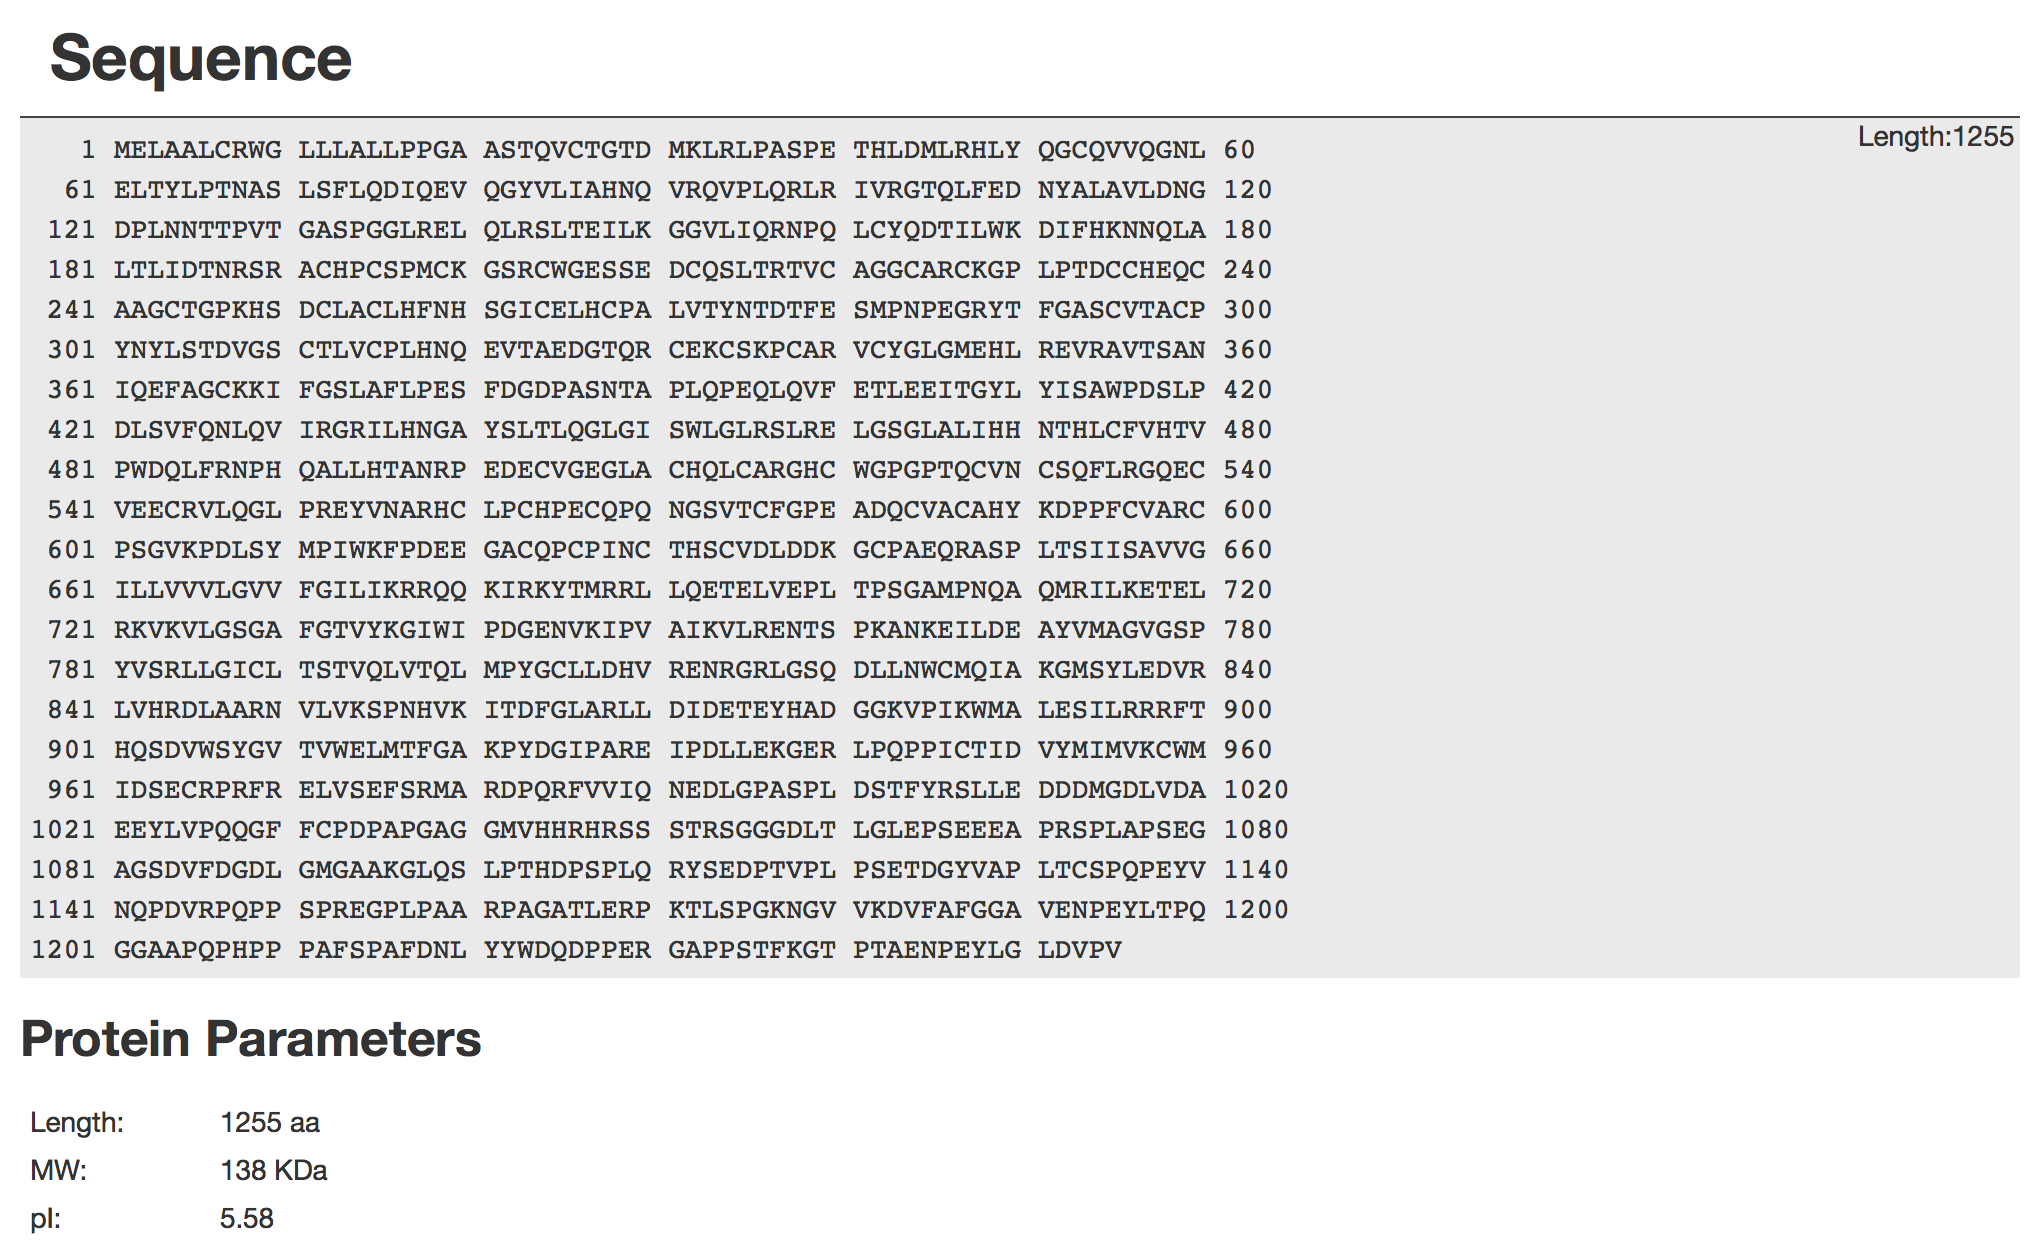 Sequence
Length:1255
1 MELAALCRWG LLLALLPPGA ASTQVCTGTD MKLRLPASPE THLDMLRHLY QGCQVVQGNL 60
61 ELTYLPTNAS LSFLQDIQEV QGYVLIAHNQ VRQVPLQRLR IVRGTQLFED NYALAVLDNG 120
121 DPLNNTTPVT GASPGGLREL QLRSLTEILK GGVLIQRNPQ LCYQDTILWK DIFHKNNQLA 180
181 LTLIDTNRSR ACHPCSPMCK GSRCWGESSE DCQSLTRTVC AGGCARCKGP LPTDCCHEQC 240
241 AAGCTGPKHS DCLACLHFNH SGICELHCPA LVTYNTDTFE SMPNPEGRYT FGASCVTACP 300
301 YNYLSTDVGS CTLVCPLHNQ EVTAEDGTQR CEKCSKPCAR VCYGLGMEHL REVRAVTSAN 360
361 IQEFAGCKKI FGSLAFLPES FDGDPASNTA PLQPEQLQVF ETLEEITGYL YISAWPDSLP 420
421 DLSVFQNLQV IRGRILHNGA YSLTLQGLGI SWLGLRSLRE LGSGLALIHH NTHLCFVHTV 480
481 PWDQLFRNPH QALLHTANRP EDECVGEGLA CHQLCARGHC WGPGPTQCVN CSQFLRGQEC 540
541 VEECRVLQGL PREYVNARHC LPCHPECQPQ NGSVTCFGPE ADQCVACAHY KDPPFCVARC 600
601 PSGVKPDLSY MPIWKFPDEE GACQPCPINC THSCVDLDDK GCPAEQRASP LTSIISAVVG 660
661 ILLVVVLGVV FGILIKRRQQ KIRKYTMRRL LQETELVEPL TPSGAMPNQA QMRILKETEL 720
721 RKVKVLGSGA FGTVYKGIWI PDGENVKIPV AIKVLRENTS PKANKEILDE AYVMAGVGSP 780
781 YVSRLLGICL TSTVQLVTQL MPYGCLLDHV RENRGRLGSQ DLLNWCMQIA KGMSYLEDVR 840
841 LVHRDLAARN VLVKSPNHVK ITDFGLARLL DIDETEYHAD GGKVPIKWMA LESILRRRFT 900
901 HQSDVWSYGV TVWELMTFGA KPYDGIPARE IPDLLEKGER LPQPPICTID VYMIMVKCWM 960
961 IDSECRPRFR ELVSEFSRMA RDPQRFVVIQ NEDLGPASPL DSTFYRSLLE DDDMGDLVDA 1020
1021 EEYLVPQQGF FCPDPAPGAG GMVHHRHRSS STRSGGGDLT LGLEPSEEEA PRSPLAPSEG 1080
1081 AGSDVFDGDL GMGAAKGLQS LPTHDPSPLQ RYSEDPTVPL PSETDGYVAP LTCSPQPEYV 1140
1141 NQPDVRPQPP SPREGPLPAA RPAGATLERP KTLSPGKNGV VKDVFAFGGA VENPEYLTPQ 1200
1201 GGAAPQPHPP PAFSPAFDNL YYWDQDPPER GAPPSTFKGT PTAENPEYLG LDVPV
Protein Parameters
Length: 1255 aa
MW: 138 KDa
pI: 5.58